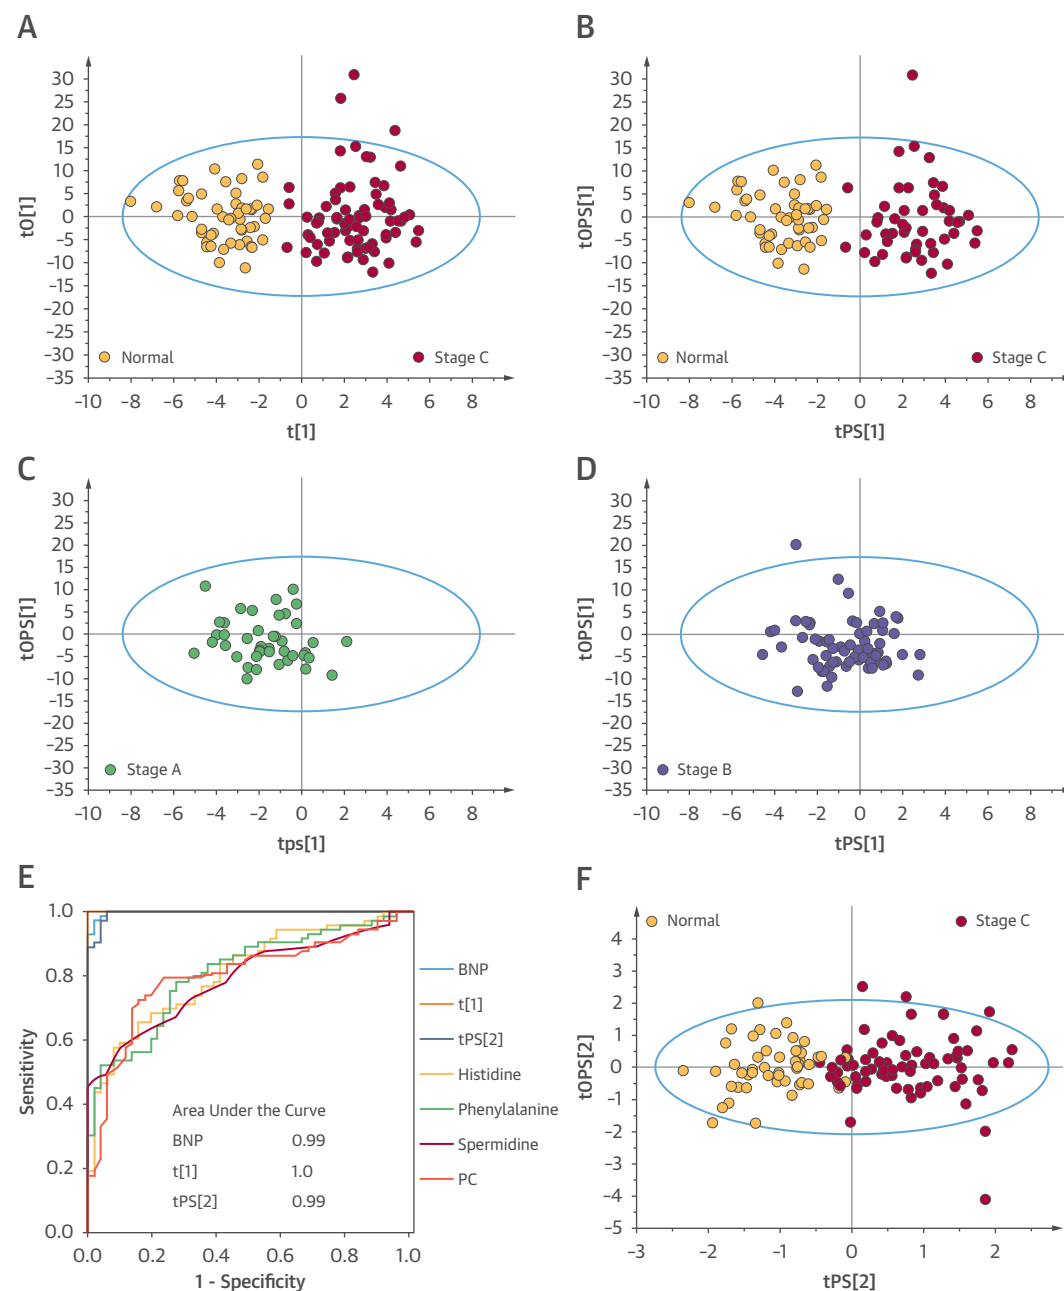 A
tO[1]
30
25
20
15
10
5
0
-5
-10
-15
-20
-25
-30
-35
Normal
Stage C
-10 -8 -6 -4 -2 0 2 4 6 8
t[1]
B
tOPS[1]
30
25
20
15
10
5
0
-5
-10
-15
-20
-25
-30
-35
Normal
Stage C
-10 -8 -6 -4 -2 0 2 4 6 8
tPS[1]
C
tOPS[1]
30
25
20
15
10
5
0
-5
-10
-15
-20
-25
-30
-35
Stage A
-10 -8 -6 -4 -2 0 2 4 6 8
tps[1]
D
tOPS[1]
30
25
20
15
10
5
0
-5
-10
-15
-20
-25
-30
-35
Stage B
-10 -8 -6 -4 -2 0 2 4 6 8
tPS[1]
E
Sensitivity
1.0
0.8
0.6
0.4
0.2
0.0
Area Under the Curve
BNP 0.99
t[1] 1.0
tPS[2] 0.99
0.0 0.2 0.4 0.6 0.8 1.0
1 - Specificity
BNP
t[1]
tPS[2]
Histidine
Phenylalanine
Spermidine
PC
F
tOPS[2]
Normal
Stage C
4
3
2
1
0
-1
-2
-3
-4
-5
-3 -2 -1 0 1 2
tPS[2]